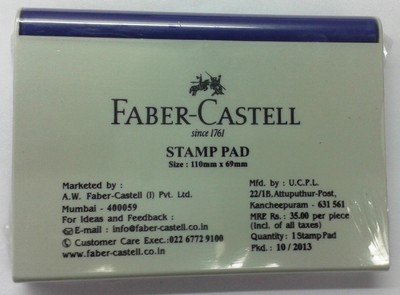 FABER-CASTELL
since 1761
STAMP PAD
Size : 110mm x 69mm
Marketed by :
A.W. Faber-Castell (I) Pvt. Ltd.
Mumbai - 400059
For Ideas and Feedback :
E-mail : info@faber-castell.co.in
Customer Care Exec.:022 6772 9100
www.faber-castell.co.in
Mfd. by : U.C.P.L.
22/1B,Attuputhur-Post,
Kancheepuram - 631 561
MRP Rs.: 35.00 per piece
(Incl. of all taxes)
Quantity : 1 Stamp Pad
Pkd. : 10 / 2013